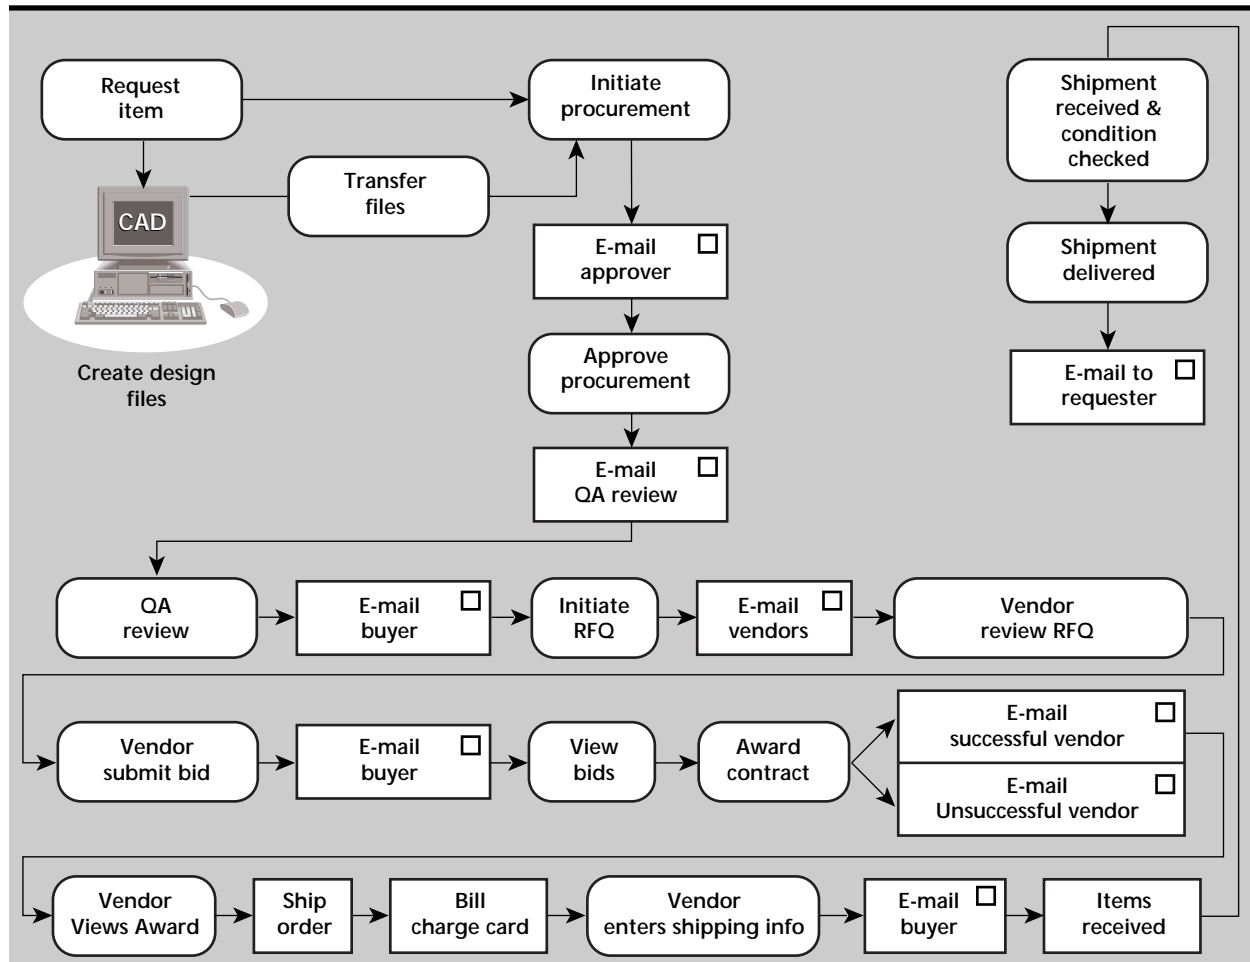 Request
item
Initiate
procurement
Shipment
received &
condition
checked
Transfer
files
CAD
E-mail
approver
Shipment
delivered
Create design
files
Approve
procurement
E-mail to
requester
E-mail
QA review
QA
review
E-mail
buyer
Initiate
RFQ
E-mail
vendors
Vendor
review RFQ
Vendor
submit bid
E-mail
buyer
View
bids
Award
contract
E-mail
successful vendor
E-mail
Unsuccessful vendor
Vendor
Views Award
Ship
order
Bill
charge card
Vendor
enters shipping info
E-mail
buyer
Items
received